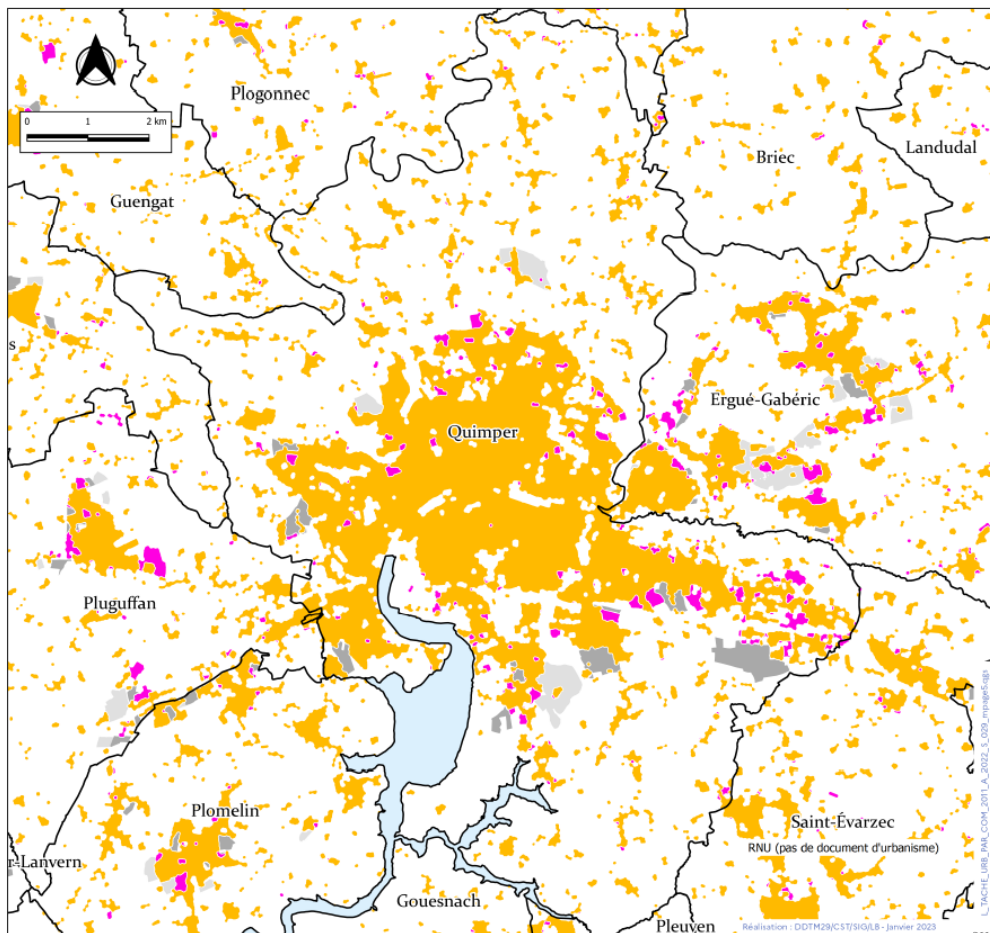 Plogonnec
0 1 2 km
Briec
Landudal
Guengat
s
Ergué-Gabéric
Quimper
Pluguffan
Plomelin
Saint-Évarzec
RNU (pas de document d'urbanisme)
r-Lanvern
Gouesnach
Pleuven
Réalisation : DDTM29/CST/SIG/LB - Janvier 2023